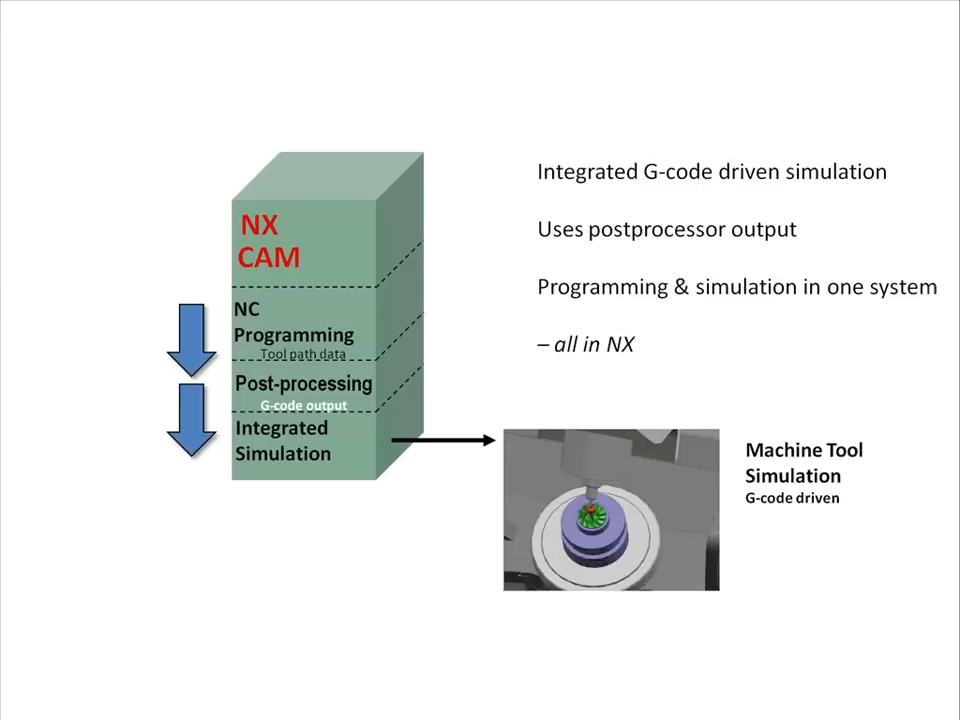 NX
CAM
NC
Programming
Tool path data
Post-processing
G-code output
Integrated
Simulation
Integrated G-code driven simulation
Uses postprocessor output
Programming & simulation in one system
– all in NX
Machine Tool
Simulation
G-code driven